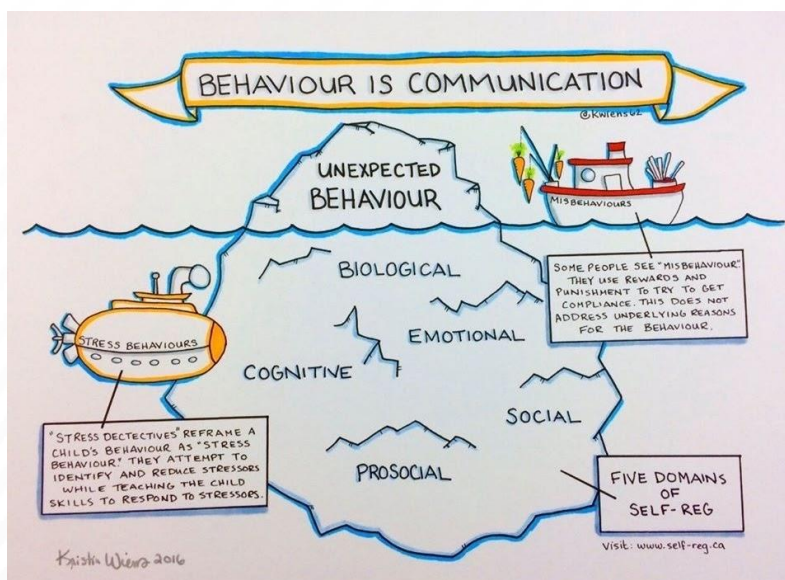 BEHAVIOUR IS COMMUNICATION
@kwiens62
UNEXPECTED
BEHAVIOUR
MISBEHAVIOURS
BIOLOGICAL
EMOTIONAL
COGNITIVE
SOCIAL
PROSOCIAL
SOME PEOPLE SEE "MISBEHAVIOUR."
THEY USE REWARDS AND
PUNISHMENT TO TRY TO GET
COMPLIANCE. THIS DOES NOT
ADDRESS UNDERLYING REASONS
FOR THE BEHAVIOUR.
STRESS BEHAVIOURS
"STRESS DECTECTIVES" REFRAME A
CHILD'S BEHAVIOUR AS "STRESS
BEHAVIOUR." THEY ATTEMPT TO
IDENTIFY AND REDUCE STRESSORS
WHILE TEACHING THE CHILD
SKILLS TO RESPOND TO STRESSORS.
FIVE DOMAINS
OF
SELF-REG
Visit: www.self-reg.ca
Kristin Wiens 2016